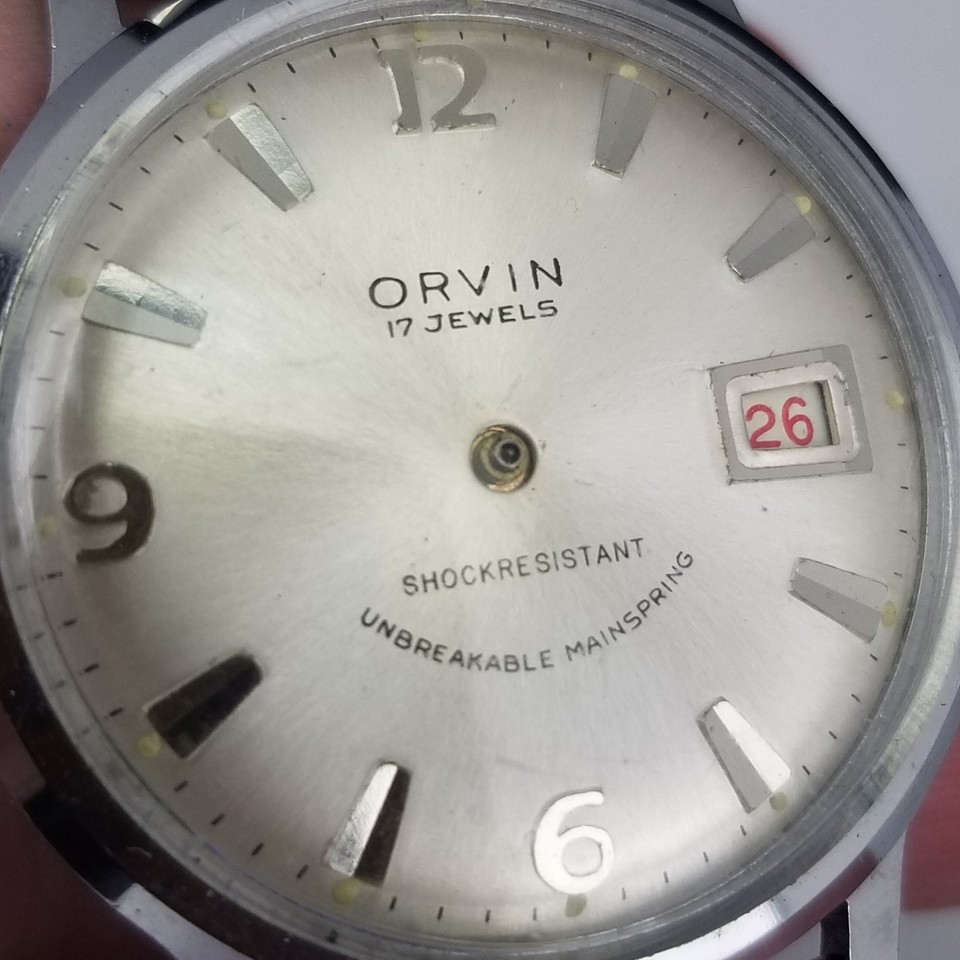 12
ORVIN
17 JEWELS
26
9
SHOCKRESISTANT
UNBREAKABLE MAINSPRING
6